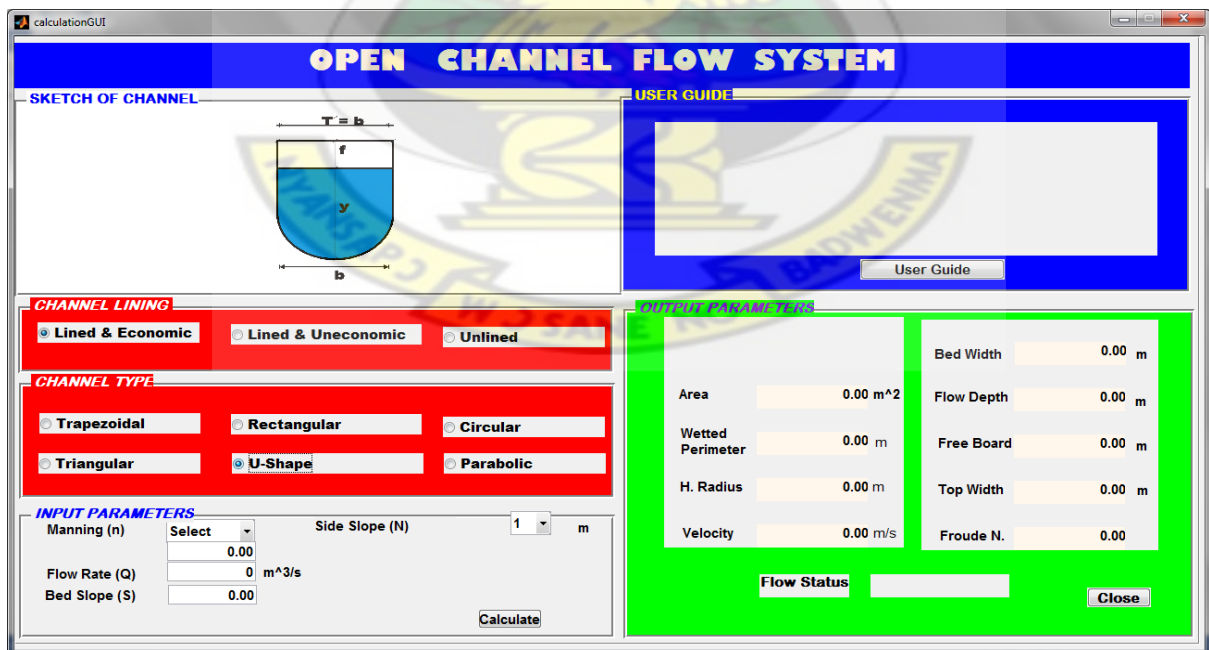 calculationGUI
OPEN CHANNEL FLOW SYSTEM
SKETCH OF CHANNEL
T = b
f
y
b
USER GUIDE
User Guide
CHANNEL LINING
Lined & Economic
Lined & Uneconomic
Unlined
CHANNEL TYPE
Trapezoidal
Rectangular
Circular
Triangular
U-Shape
Parabolic
INPUT PARAMETERS
Manning (n)
Select
Side Slope (N)
1
m
0.00
Flow Rate (Q)
0
m^3/s
Bed Slope (S)
0.00
Calculate
OUTPUT PARAMETERS
Area
0.00 m^2
Wetted
Perimeter
0.00 m
H. Radius
0.00 m
Velocity
0.00 m/s
Bed Width
0.00 m
Flow Depth
0.00 m
Free Board
0.00 m
Top Width
0.00 m
Froude N.
0.00
Flow Status
Close
NYANSAPO
W Ɔ SANE NO
BADWENMA